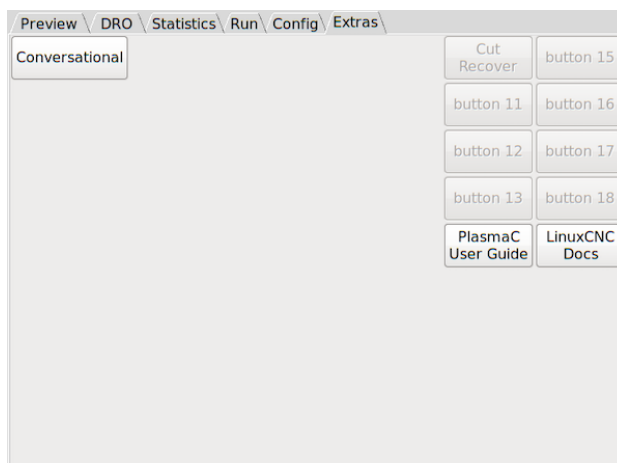 Preview DRO Statistics Run Config Extras
Conversational
Cut
Recover
button 15
button 11 button 16
button 12 button 17
button 13 button 18
PlasmaC
User Guide
LinuxCNC
Docs